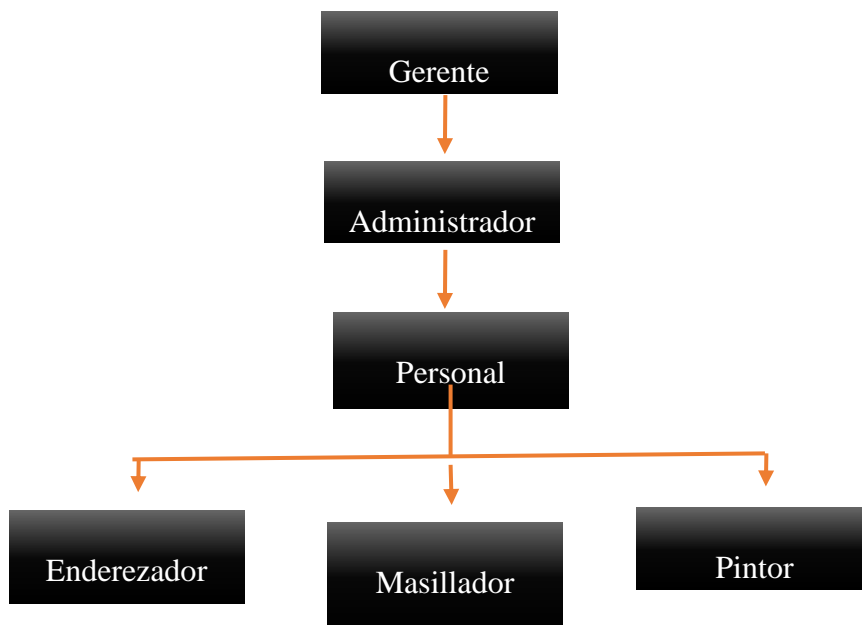 Gerente
Administrador
Personal
Enderezador
Masillador
Pintor